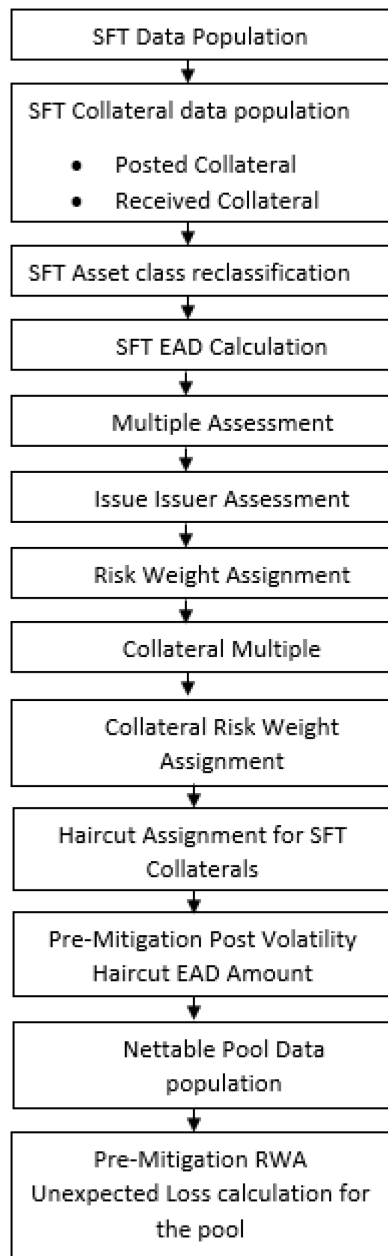 SFT Data Population
SFT Collateral data population
• Posted Collateral
• Received Collateral
SFT Asset class reclassification
SFT EAD Calculation
Multiple Assessment
Issue Issuer Assessment
Risk Weight Assignment
Collateral Multiple
Collateral Risk Weight
Assignment
Haircut Assignment for SFT
Collaterals
Pre-Mitigation Post Volatility
Haircut EAD Amount
Nettable Pool Data
population
Pre-Mitigation RWA
Unexpected Loss calculation for
the pool